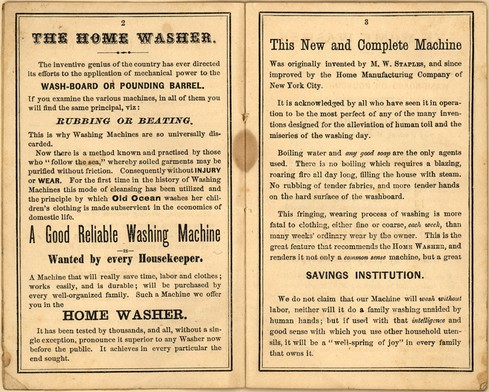 2
THE HOME WASHER.
The inventive genius of the country has ever directed
its efforts to the application of mechanical power to the
WASH-BOARD OR POUNDING BARREL.
If you examine the various machines, in all of them you
will find the same principal, viz:
RUBBING OR BEATING.
This is why Washing Machines are so universally dis-
carded.
Now there is a method known and practised by those
who "follow the sea," whereby soiled garments may be
purified without friction. Consequently without INJURY
or WEAR. For the first time in the history of Washing
Machines this mode of cleansing has been utilized and
the principle by which Old Ocean washes her chil-
dren's clothing is made subservient in the economics of
domestic life.
A Good Reliable Washing Machine
IS
Wanted by every Housekeeper.
A Machine that will really save time, labor and clothes;
works easily, and is durable; will be purchased by
every well-organized family. Such a Machine we offer
you in the
HOME WASHER.
It has been tested by thousands, and all, without a sin-
gle exception, pronounce it superior to any Washer now
before the public. It achieves in every particular the
end sought.
3
This New and Complete Machine
Was originally invented by M. W. STAPLES, and since
improved by the Home Manufacturing Company of
New York City.
It is acknowledged by all who have seen it in opera-
tion to be the most perfect of any of the many inven-
tions designed for the alleviation of human toil and the
miseries of the washing day.
Boiling water and any good soap are the only agents
used. There is no boiling which requires a blazing,
roaring fire all day long, filling the house with steam.
No rubbing of tender fabrics, and more tender hands
on the hard surface of the washboard.
This fringing, wearing process of washing is more
fatal to clothing, either fine or coarse, each week, than
many weeks' ordinary wear by the owner. This is the
great feature that recommends the HOME WASHER, and
renders it not only a common sense machine, but a great
SAVINGS INSTITUTION.
We do not claim that our Machine will wash without
labor, neither will it do a family washing unaided by
human hands; but if used with that intelligence and
good sense with which you use other household uten-
sils, it will be a "well-spring of joy" in every family
that owns it.